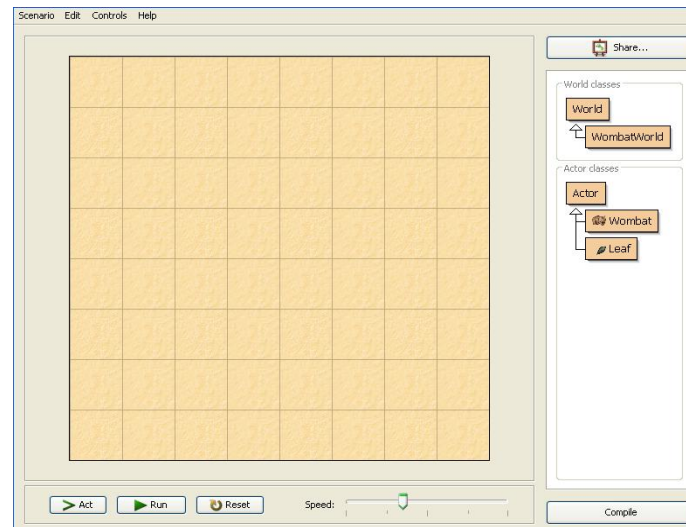 Scenario Edit Controls Help
Share...
World classes
World
WombatWorld
Actor classes
Actor
Wombat
Leaf
Act
Run
Reset
Speed:
Compile